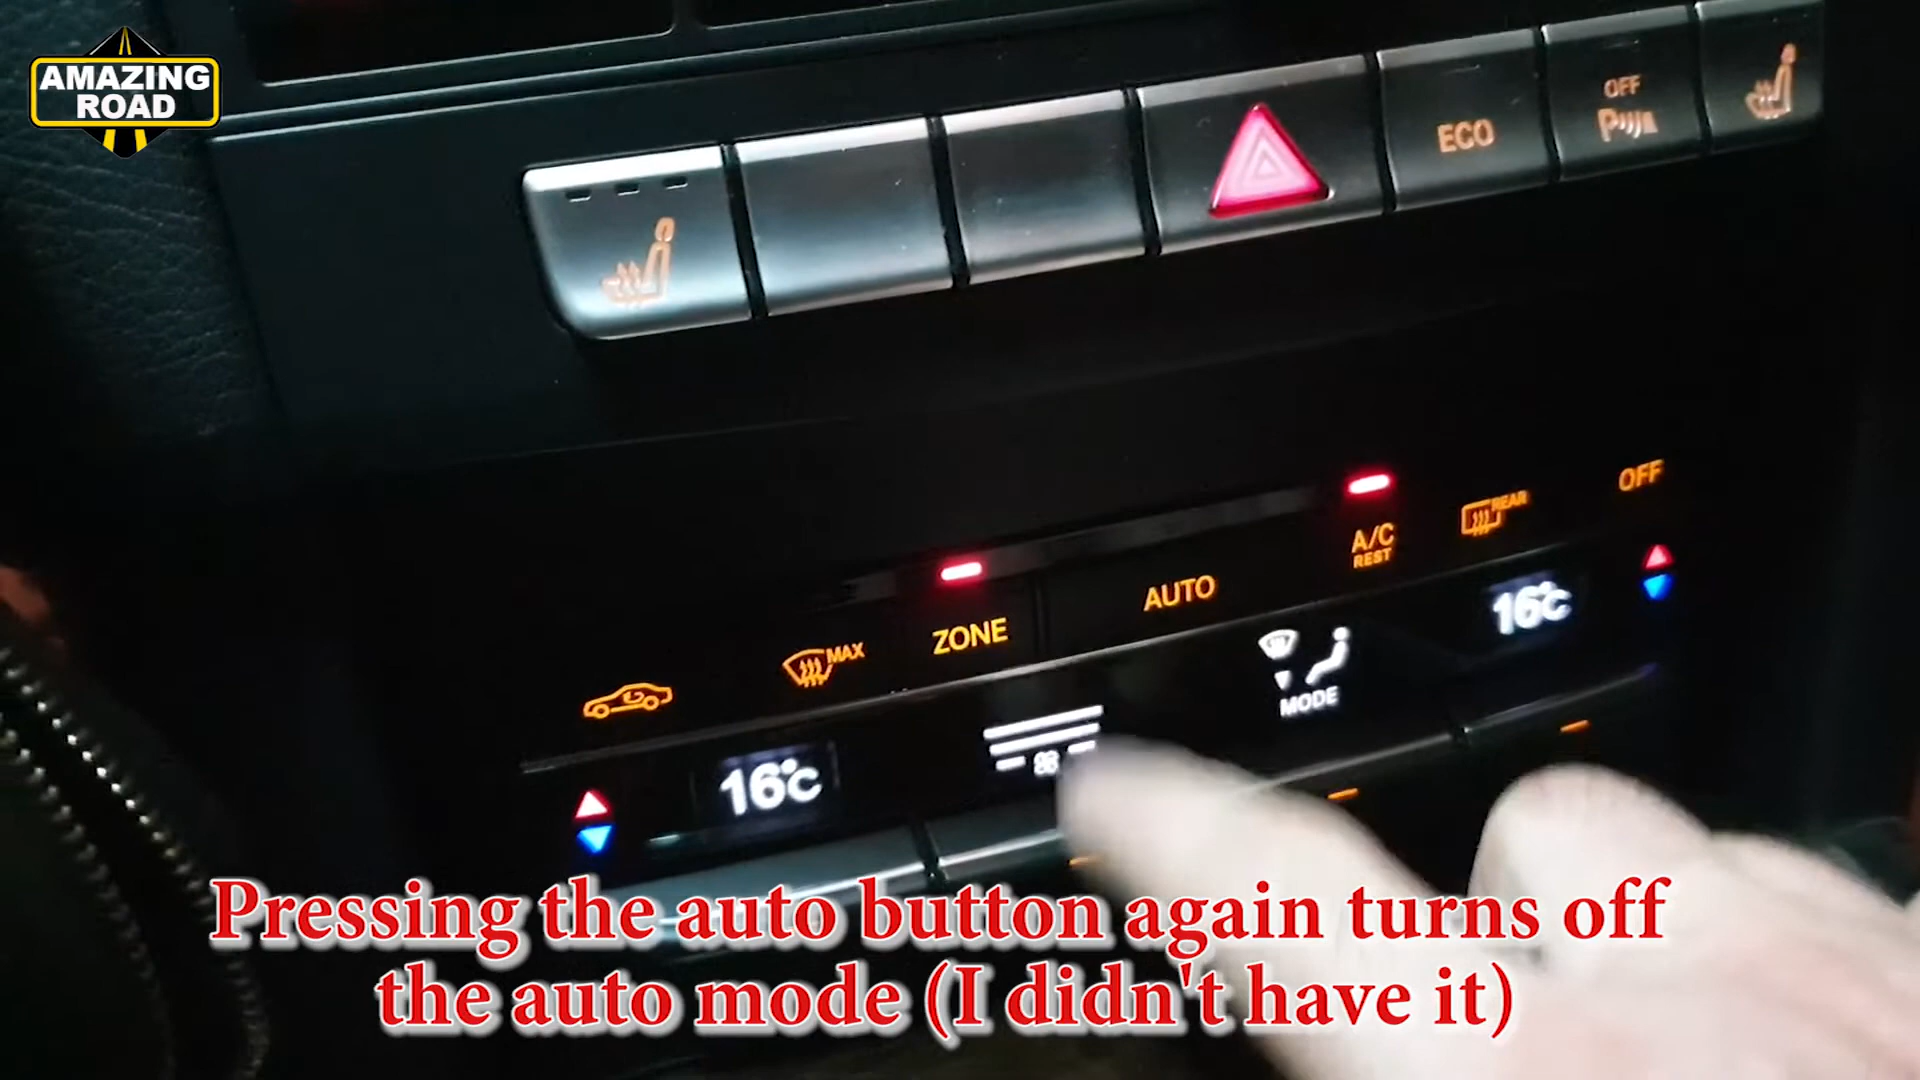 AMAZING
ROAD
OFF
ECO
P
OFF
REAR
A/C
REST
AUTO
ZONE
MAX
16°C
MODE
16°C
Pressing the auto button again turns off
the auto mode (I didn't have it)